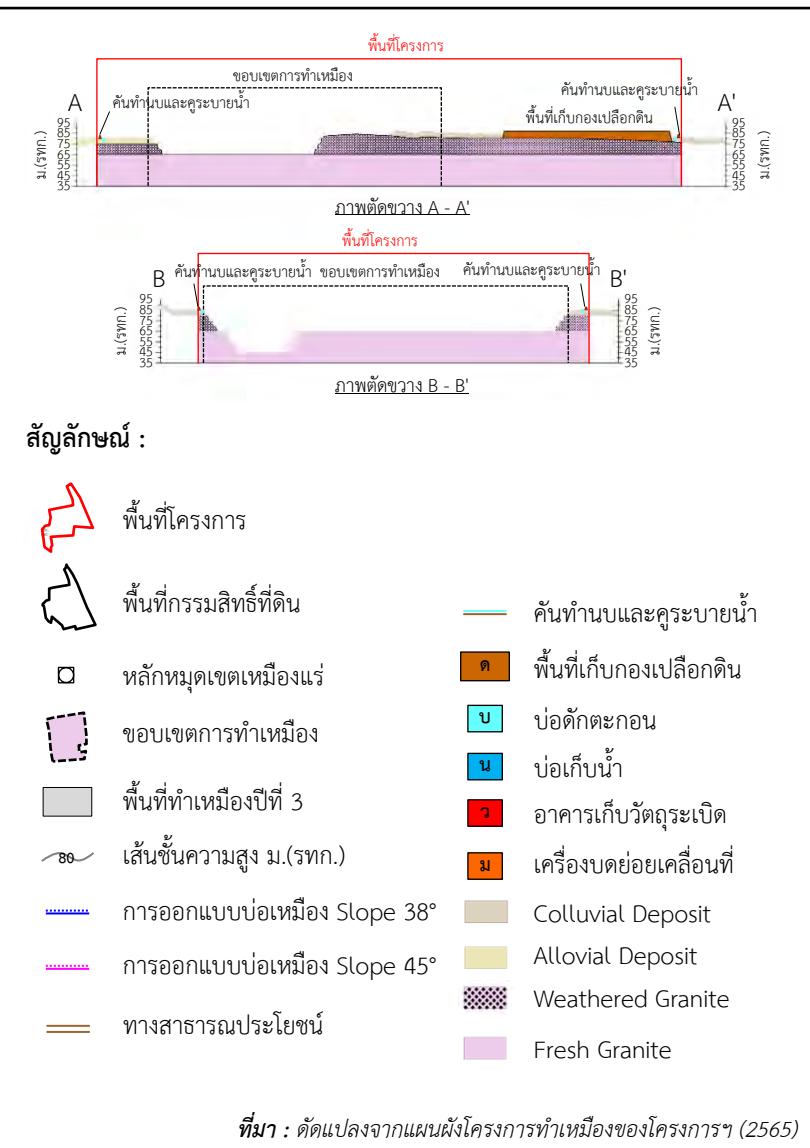 พื้นที่โครงการ
ขอบเขตการทำเหมือง
A คันทำนบและคูระบายน้ำ คันทำนบและคูระบายน้ำ A'
พื้นที่เก็บกองเปลือกดิน
95
85
75
65
55
45
35
ม.(รทก.)
95
85
75
65
55
45
35
ม.(รทก.)
ภาพตัดขวาง A - A'
พื้นที่โครงการ
B คันทำนบและคูระบายน้ำ ขอบเขตการทำเหมือง คันทำนบและคูระบายน้ำ B'
95
85
75
65
55
45
35
ม.(รทก.)
95
85
75
65
55
45
35
ม.(รทก.)
ภาพตัดขวาง B - B'
สัญลักษณ์ :
พื้นที่โครงการ
พื้นที่กรรมสิทธิ์ที่ดิน
หลักหมุดเขตเหมืองแร่
ขอบเขตการทำเหมือง
พื้นที่ทำเหมืองปีที่ 3
80 เส้นชั้นความสูง ม.(รทก.)
การออกแบบบ่อเหมือง Slope 38°
การออกแบบบ่อเหมือง Slope 45°
ทางสาธารณประโยชน์
คันทำนบและคูระบายน้ำ
ด พื้นที่เก็บกองเปลือกดิน
บ บ่อดักตะกอน
น บ่อเก็บน้ำ
ว อาคารเก็บวัตถุระเบิด
ม เครื่องบดย่อยเคลื่อนที่
Colluvial Deposit
Allovial Deposit
Weathered Granite
Fresh Granite
ที่มา : ดัดแปลงจากแผนผังโครงการทำเหมืองของโครงการฯ (2565)